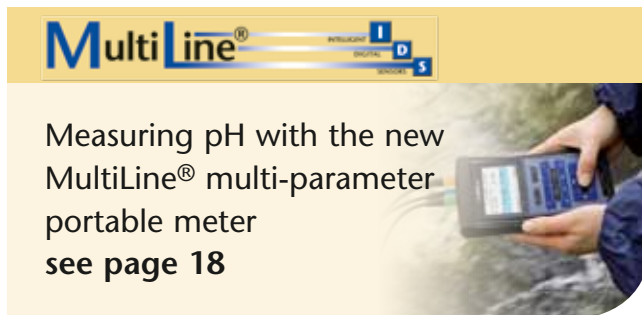 MultiLine® INTELLIGENT I
DIGITAL D
SENSORS S
Measuring pH with the new
MultiLine® multi-parameter
portable meter
see page 18